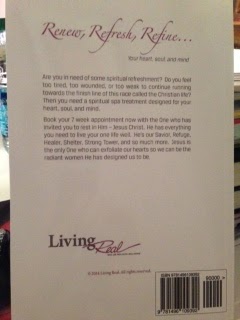 Renew, Refresh, Refine...
Your heart, soul, and mind
Are you in need of some spiritual refreshment? Do you feel
too tired, too wounded, or too weak to continue running
towards the finish line of this race called the Christian life?
Then you need a spiritual spa treatment designed for your
heart, soul, and mind.
Book your 7 week appointment now with the One who has
invited you to rest in Him – Jesus Christ. He has everything
you need to live your one life well. He's our Savior, Refuge,
Healer, Shelter, Strong Tower, and so much more. Jesus is
the only One who can exfoliate our hearts so we can be the
radiant women He has designed us to be.
Living Real
Living Real. All rights reserved.
90000 >